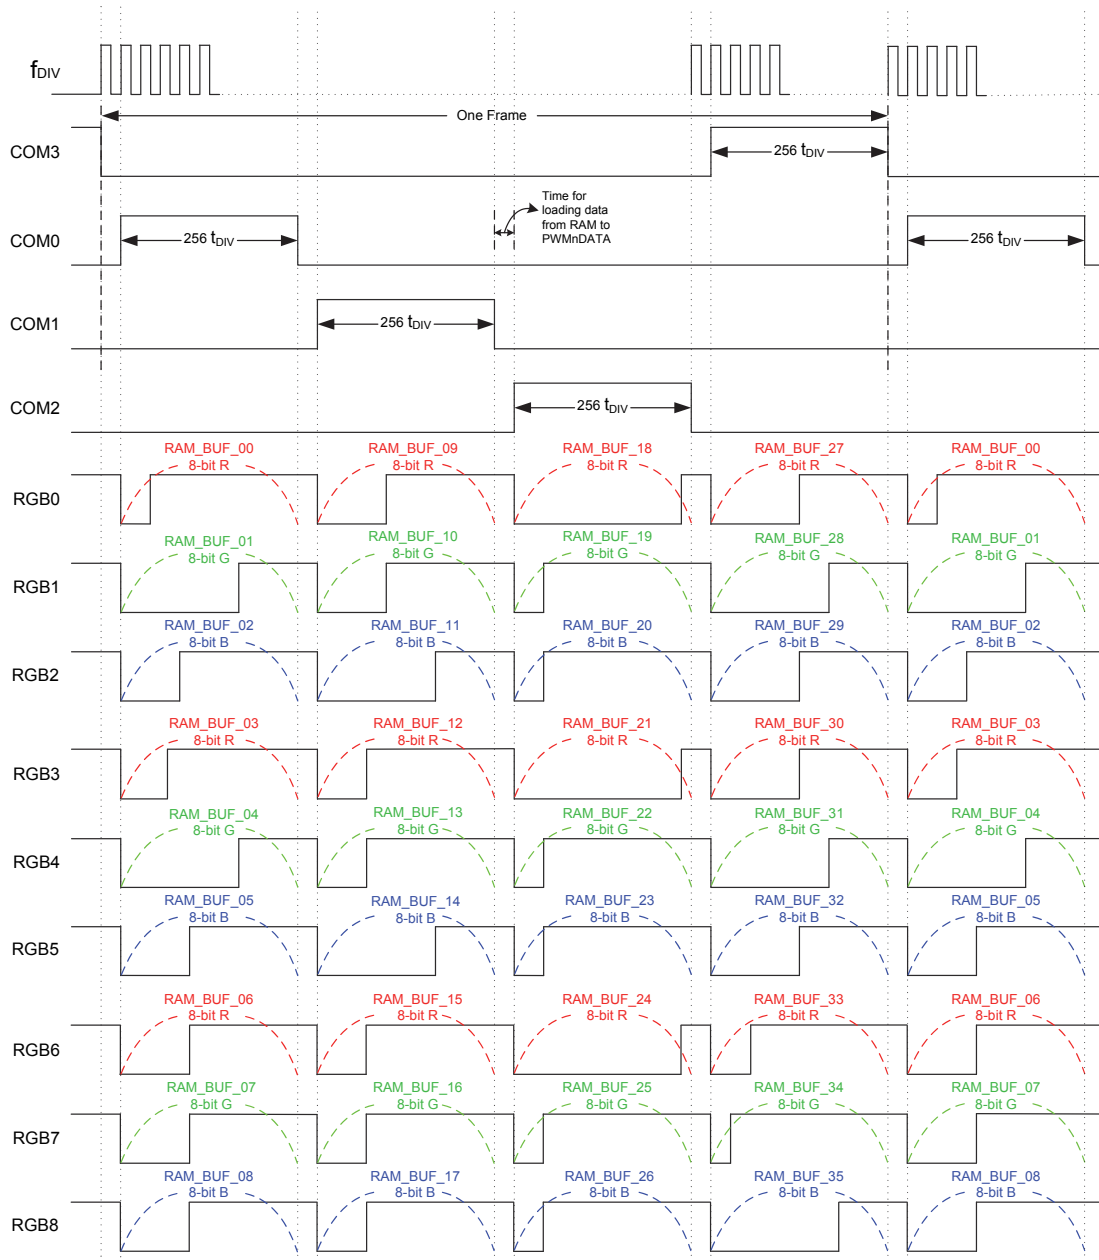 fDIV
One Frame
COM3
256 tDIV
Time for
loading data
from RAM to
PWMnDATA
COM0
256 tDIV
256 tDIV
COM1
256 tDIV
COM2
256 tDIV
RAM_BUF_00 RAM_BUF_09 RAM_BUF_18 RAM_BUF_27 RAM_BUF_00
8-bit R 8-bit R 8-bit R 8-bit R 8-bit R
RGB0
RAM_BUF_01 RAM_BUF_10 RAM_BUF_19 RAM_BUF_28 RAM_BUF_01
8-bit G 8-bit G 8-bit G 8-bit G 8-bit G
RGB1
RAM_BUF_02 RAM_BUF_11 RAM_BUF_20 RAM_BUF_29 RAM_BUF_02
8-bit B 8-bit B 8-bit B 8-bit B 8-bit B
RGB2
RAM_BUF_03 RAM_BUF_12 RAM_BUF_21 RAM_BUF_30 RAM_BUF_03
8-bit R 8-bit R 8-bit R 8-bit R 8-bit R
RGB3
RAM_BUF_04 RAM_BUF_13 RAM_BUF_22 RAM_BUF_31 RAM_BUF_04
8-bit G 8-bit G 8-bit G 8-bit G 8-bit G
RGB4
RAM_BUF_05 RAM_BUF_14 RAM_BUF_23 RAM_BUF_32 RAM_BUF_05
8-bit B 8-bit B 8-bit B 8-bit B 8-bit B
RGB5
RAM_BUF_06 RAM_BUF_15 RAM_BUF_24 RAM_BUF_33 RAM_BUF_06
8-bit R 8-bit R 8-bit R 8-bit R 8-bit R
RGB6
RAM_BUF_07 RAM_BUF_16 RAM_BUF_25 RAM_BUF_34 RAM_BUF_07
8-bit G 8-bit G 8-bit G 8-bit G 8-bit G
RGB7
RAM_BUF_08 RAM_BUF_17 RAM_BUF_26 RAM_BUF_35 RAM_BUF_08
8-bit B 8-bit B 8-bit B 8-bit B 8-bit B
RGB8